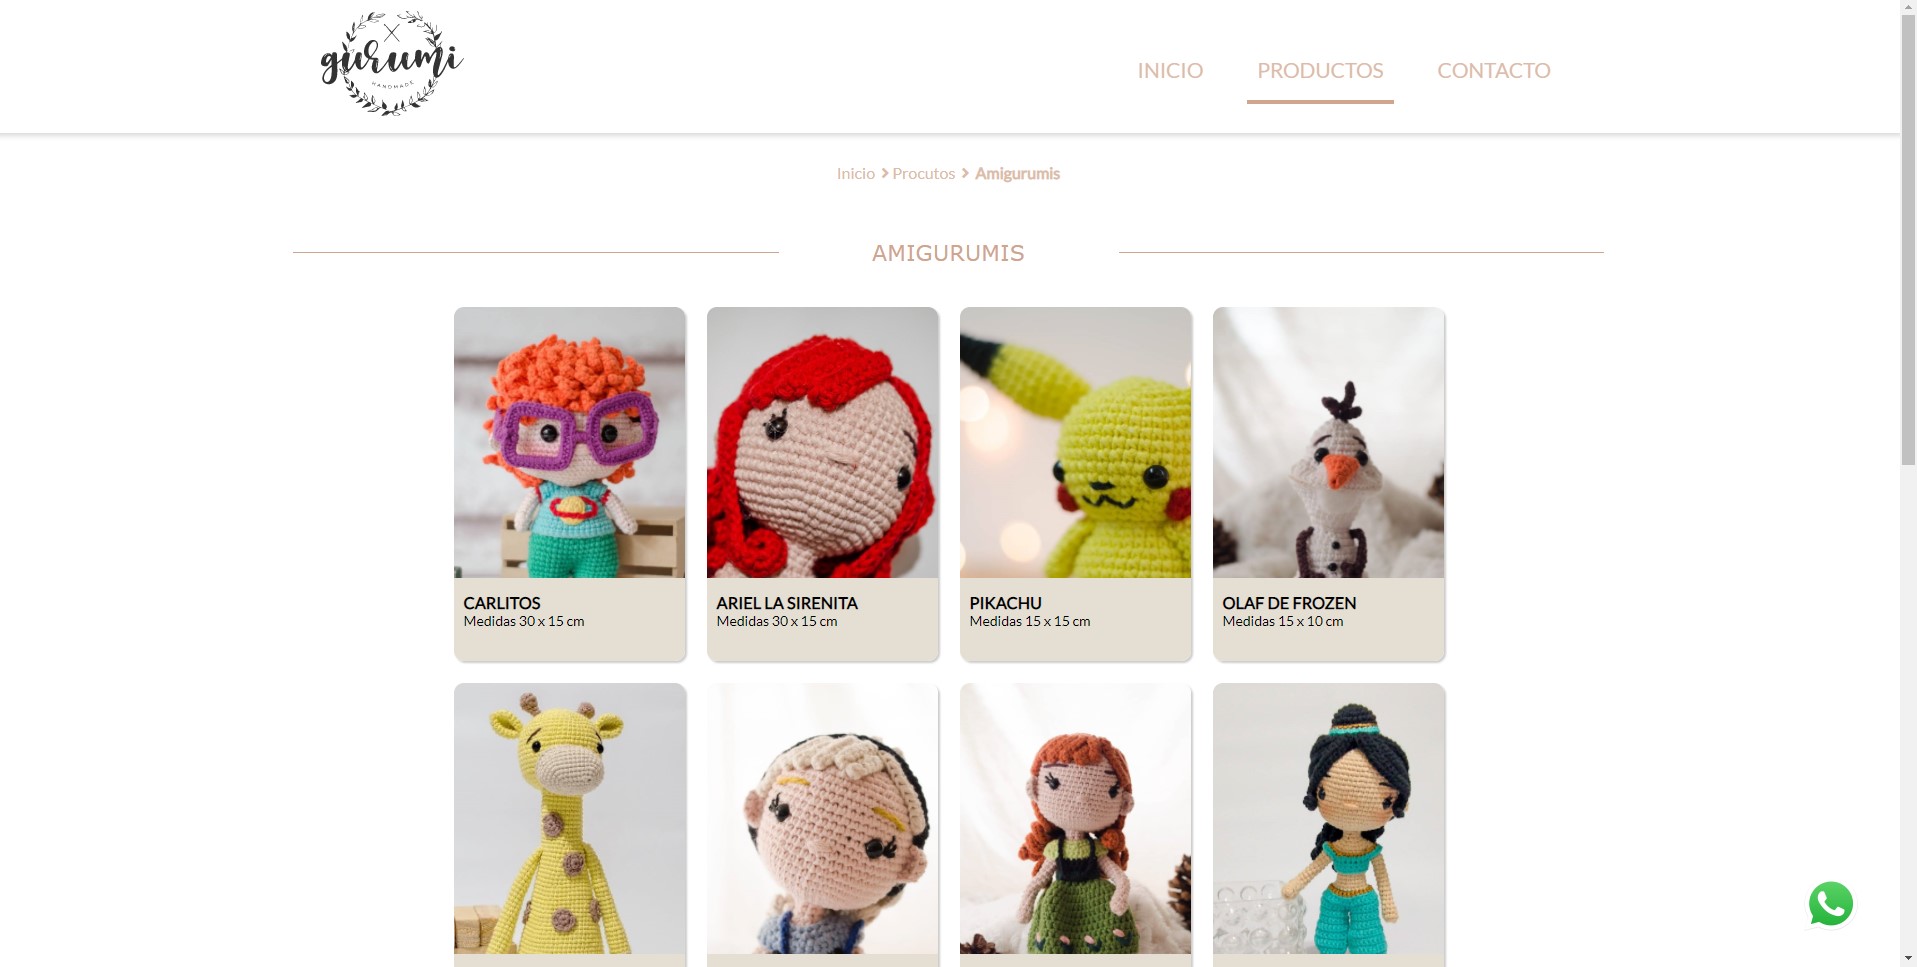 gurumi
HANDMADE
INICIO
PRODUCTOS
CONTACTO
Inicio > Procutos > Amigurumis
AMIGURUMIS
CARLITOS
Medidas 30 x 15 cm
ARIEL LA SIRENITA
Medidas 30 x 15 cm
PIKACHU
Medidas 15 x 15 cm
OLAF DE FROZEN
Medidas 15 x 10 cm